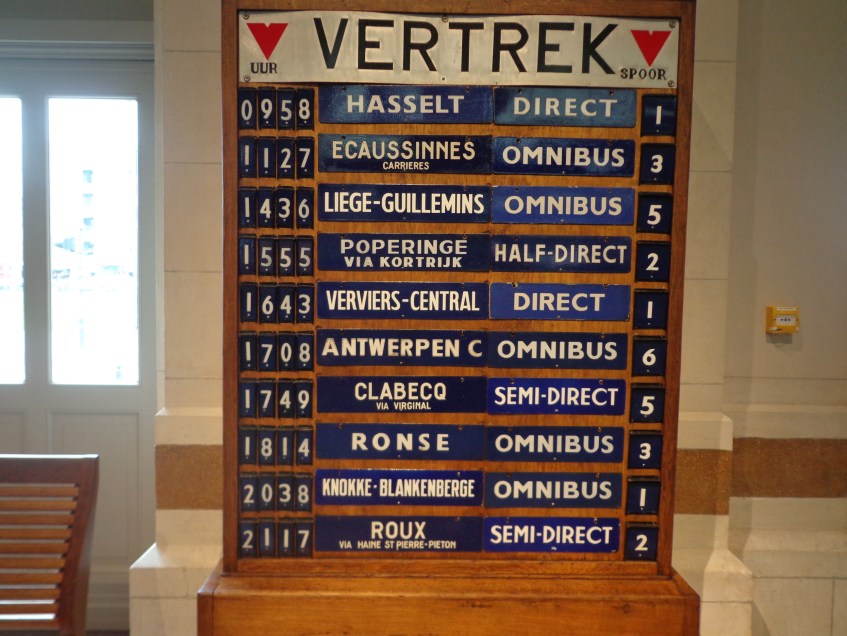 UUR VERTREK SPOOR
0958 HASSELT DIRECT 1
1127 ECAUSSINNES OMNIBUS 3
CARRIERES
1436 LIEGE-GUILLEMINS OMNIBUS 5
1555 POPERINGE HALF-DIRECT 2
VIA KORTRIJK
1643 VERVIERS-CENTRAL DIRECT 1
1708 ANTWERPEN C OMNIBUS 6
1749 CLABECQ SEMI-DIRECT 5
VIA VIRGINAL
1814 RONSE OMNIBUS 3
2038 KNOKKE-BLANKENBERGE OMNIBUS 1
2117 ROUX SEMI-DIRECT 2
VIA HAINE ST PIERRE-PIETON